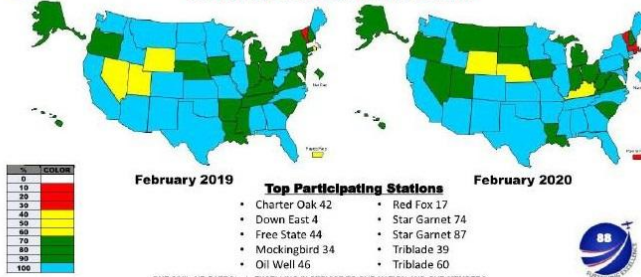 February 2019
February 2020
% COLOR
0
10
20
30
40
50
60
70
80
90
100
Top Participating Stations
• Charter Oak 42
• Down East 4
• Free State 44
• Mockingbird 34
• Oil Well 46
• Red Fox 17
• Star Garnet 74
• Star Garnet 87
• Triblade 39
• Triblade 60
88